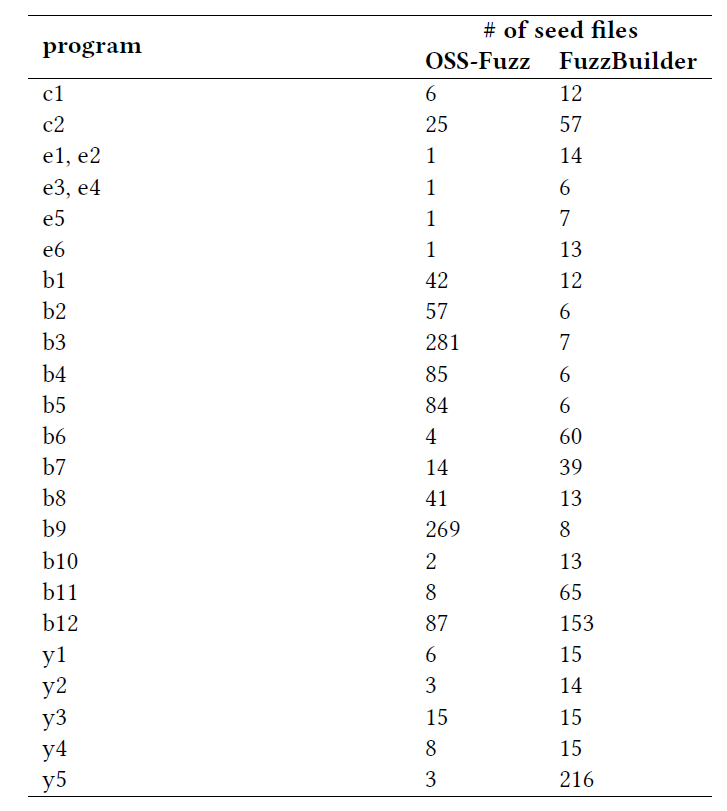 program # of seed files
OSS-Fuzz FuzzBuilder
c1 6 12
c2 25 57
e1, e2 1 14
e3, e4 1 6
e5 1 7
e6 1 13
b1 42 12
b2 57 6
b3 281 7
b4 85 6
b5 84 6
b6 4 60
b7 14 39
b8 41 13
b9 269 8
b10 2 13
b11 8 65
b12 87 153
y1 6 15
y2 3 14
y3 15 15
y4 8 15
y5 3 216